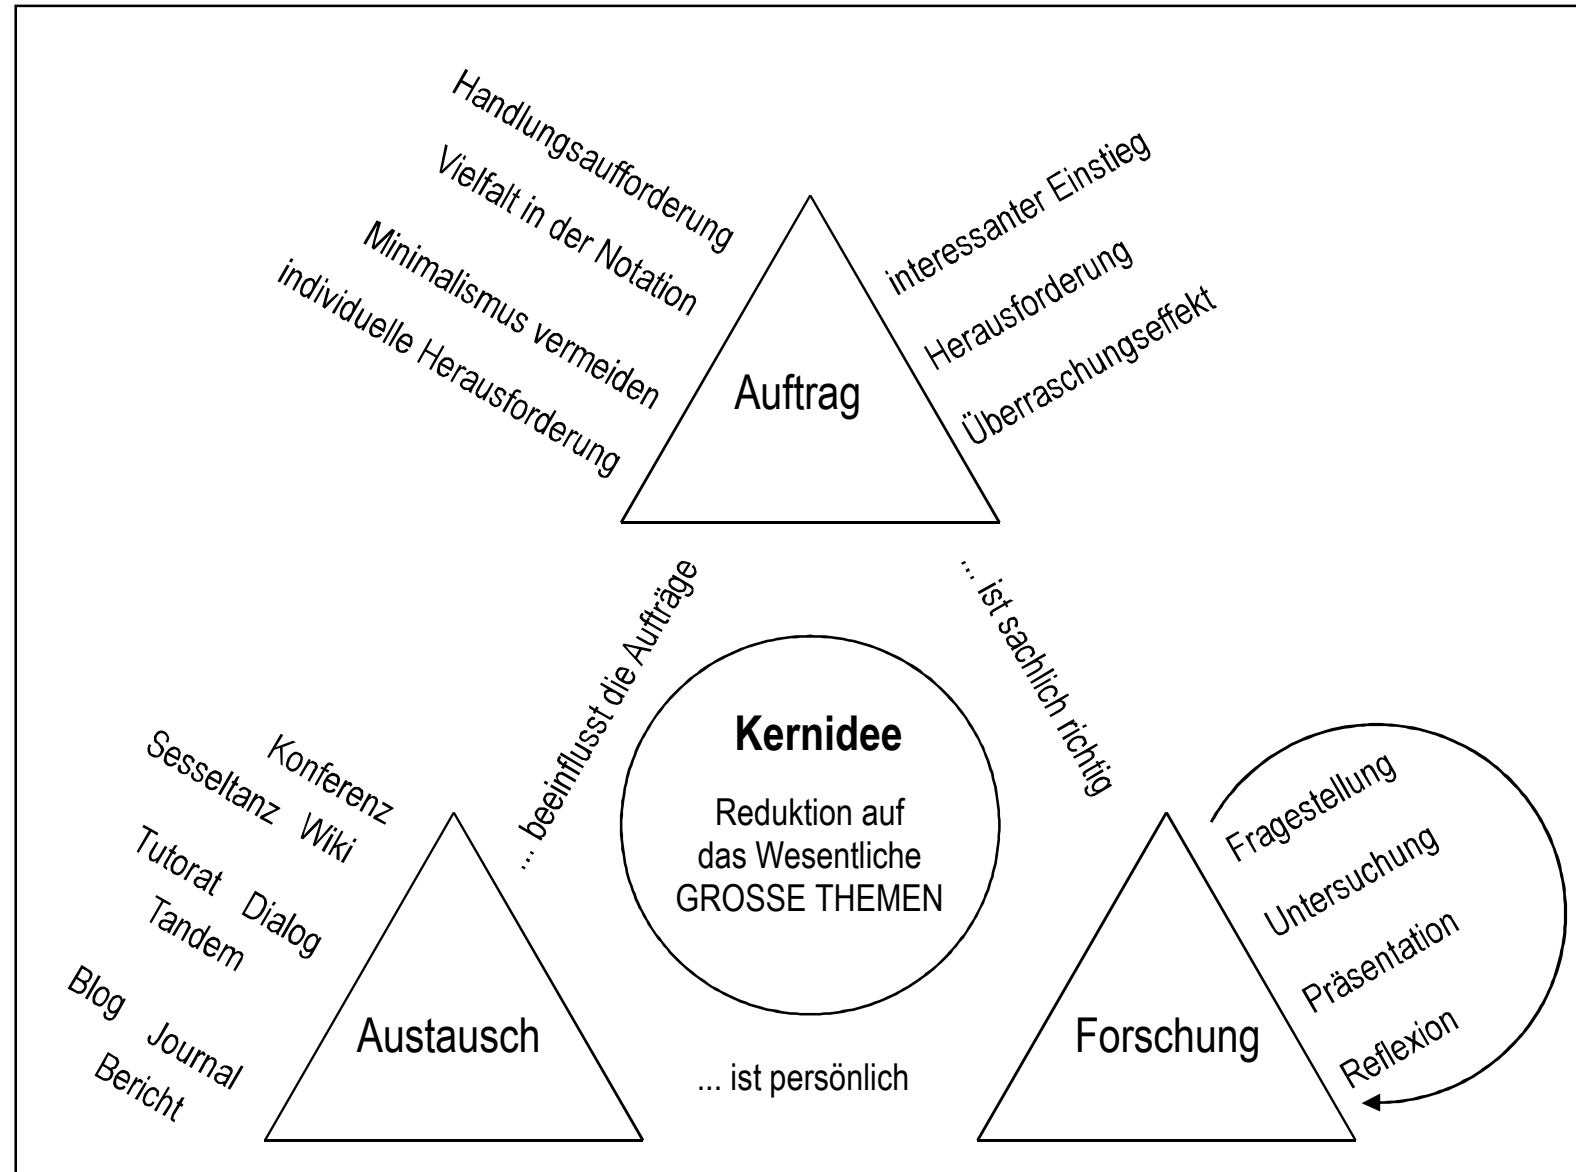 Handlungsaufforderung
Vielfalt in der Notation
Minimalismus vermeiden
individuelle Herausforderung
interessanter Einstieg
Herausforderung
Überraschungseffekt
Auftrag
... beeinflusst die Aufträge
... ist sachlich richtig
Kernidee
Reduktion auf
das Wesentliche
GROSSE THEMEN
Konferenz
Sesseltanz Wiki
Tutorat Dialog
Tandem
Blog Journal
Bericht
Austausch
... ist persönlich
Forschung
Fragestellung
Untersuchung
Präsentation
Reflexion